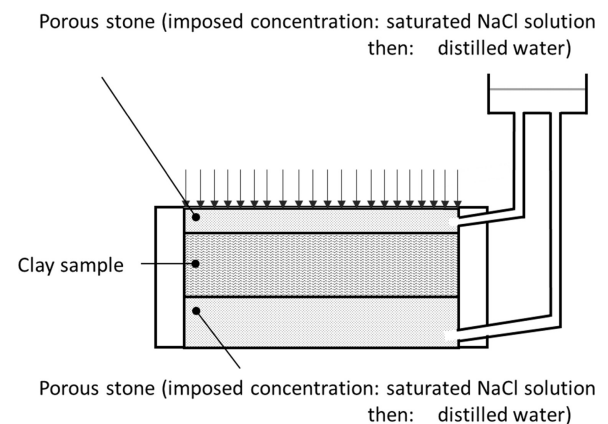 Porous stone (imposed concentration: saturated NaCl solution
then: distilled water)
Clay sample
Porous stone (imposed concentration: saturated NaCl solution
then: distilled water)